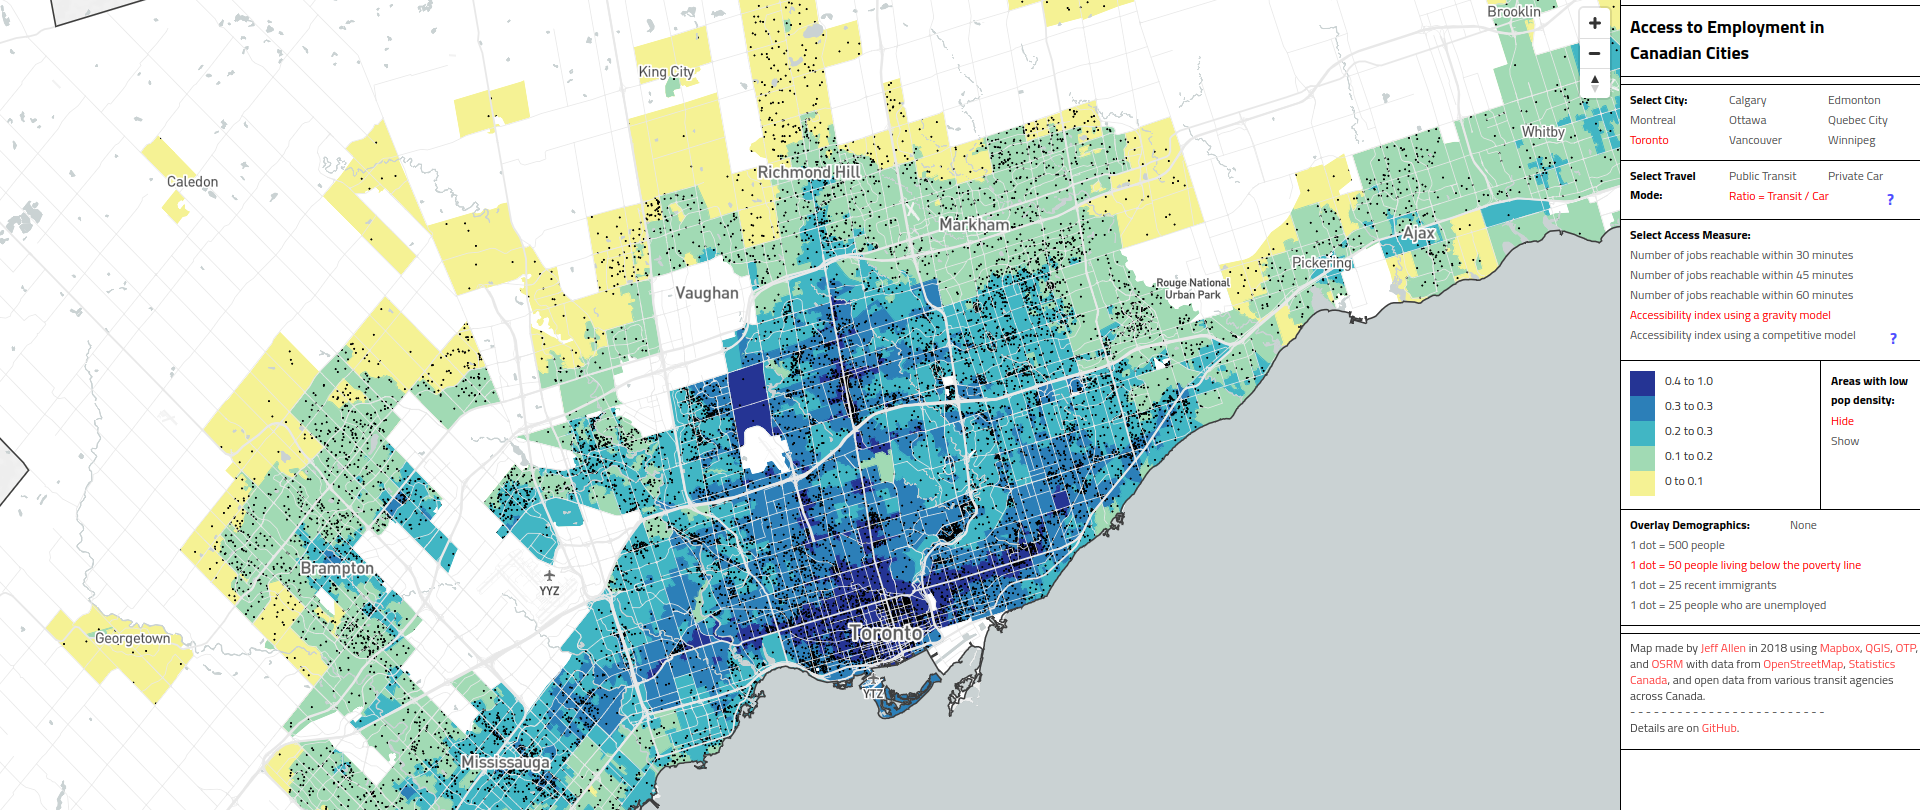 Brooklin
King City
Whitby
Richmond Hill
Caledon
Markham
Ajax
Pickering
Rouge National
Urban Park
Vaughan
Brampton
YYZ
Georgetown
Toronto
YTZ
Mississauga
+
−
Access to Employment in
Canadian Cities
Select City: Calgary Edmonton
Montreal Ottawa Quebec City
Toronto Vancouver Winnipeg
Select Travel Public Transit Private Car
Mode: Ratio = Transit / Car ?
Select Access Measure:
Number of jobs reachable within 30 minutes
Number of jobs reachable within 45 minutes
Number of jobs reachable within 60 minutes
Accessibility index using a gravity model
Accessibility index using a competitive model ?
0.4 to 1.0
0.3 to 0.3
0.2 to 0.3
0.1 to 0.2
0 to 0.1
Areas with low
pop density:
Hide
Show
Overlay Demographics: None
1 dot = 500 people
1 dot = 50 people living below the poverty line
1 dot = 25 recent immigrants
1 dot = 25 people who are unemployed
Map made by Jeff Allen in 2018 using Mapbox, QGIS, OTP,
and OSRM with data from OpenStreetMap, Statistics
Canada, and open data from various transit agencies
across Canada.
- - - - - - - - - - - - - - - - - - - - - - - - -
Details are on GitHub.